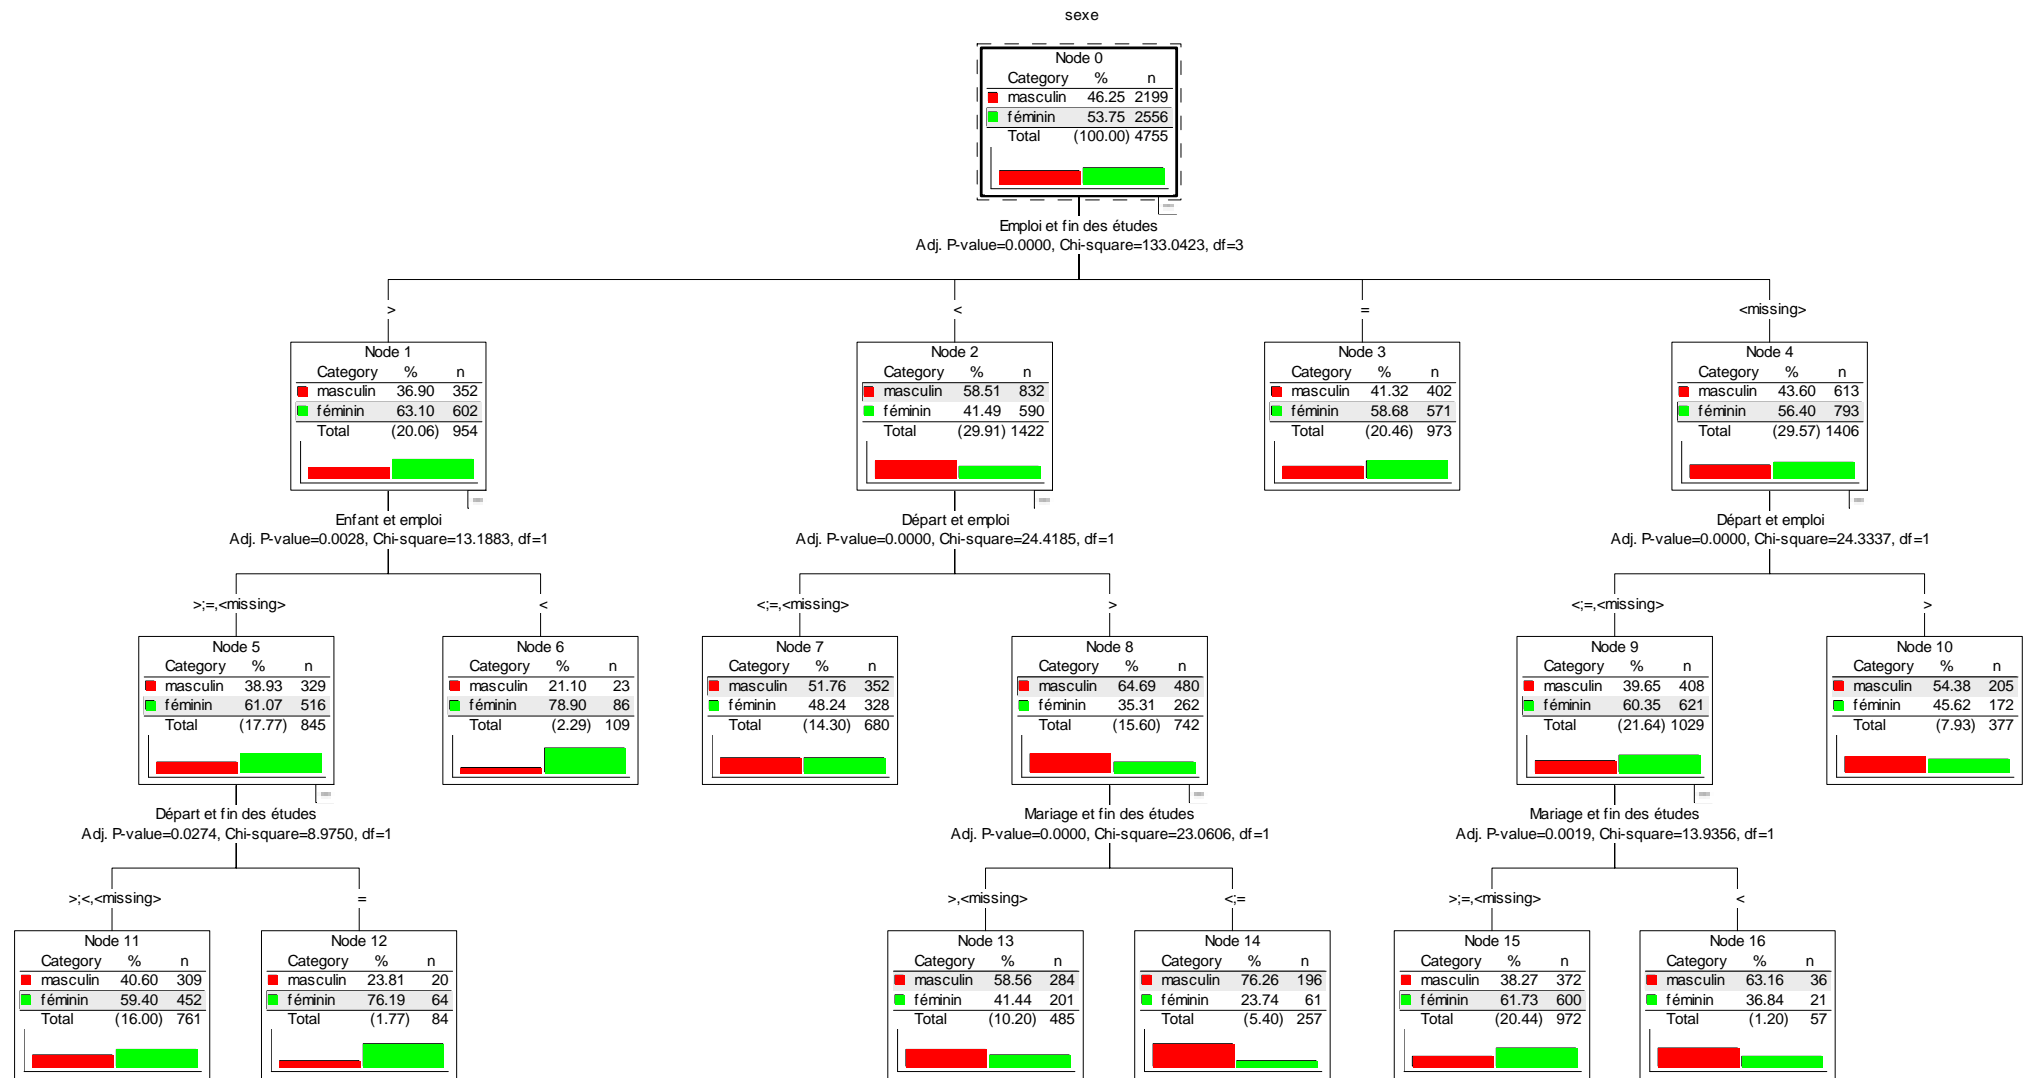 sexe
Node 0
Category % n
masculin 46.25 2199
féminin 53.75 2556
Total (100.00) 4755
Emploi et fin des études
Adj. P-value=0.0000, Chi-square=133.0423, df=3
>
<
=
<missing>
Node 1
Category % n
masculin 36.90 352
féminin 63.10 602
Total (20.06) 954
Node 2
Category % n
masculin 58.51 832
féminin 41.49 590
Total (29.91) 1422
Node 3
Category % n
masculin 41.32 402
féminin 58.68 571
Total (20.46) 973
Node 4
Category % n
masculin 43.60 613
féminin 56.40 793
Total (29.57) 1406
Enfant et emploi
Adj. P-value=0.0028, Chi-square=13.1883, df=1
Départ et emploi
Adj. P-value=0.0000, Chi-square=24.4185, df=1
Départ et emploi
Adj. P-value=0.0000, Chi-square=24.3337, df=1
>;=,<missing>
<
<;=,<missing>
>
<;=,<missing>
>
Node 5
Category % n
masculin 38.93 329
féminin 61.07 516
Total (17.77) 845
Node 6
Category % n
masculin 21.10 23
féminin 78.90 86
Total (2.29) 109
Node 7
Category % n
masculin 51.76 352
féminin 48.24 328
Total (14.30) 680
Node 8
Category % n
masculin 64.69 480
féminin 35.31 262
Total (15.60) 742
Node 9
Category % n
masculin 39.65 408
féminin 60.35 621
Total (21.64) 1029
Node 10
Category % n
masculin 54.38 205
féminin 45.62 172
Total (7.93) 377
Départ et fin des études
Adj. P-value=0.0274, Chi-square=8.9750, df=1
Mariage et fin des études
Adj. P-value=0.0000, Chi-square=23.0606, df=1
Mariage et fin des études
Adj. P-value=0.0019, Chi-square=13.9356, df=1
>;<,<missing>
=
>,<missing>
<;=
>;=,<missing>
<
Node 11
Category % n
masculin 40.60 309
féminin 59.40 452
Total (16.00) 761
Node 12
Category % n
masculin 23.81 20
féminin 76.19 64
Total (1.77) 84
Node 13
Category % n
masculin 58.56 284
féminin 41.44 201
Total (10.20) 485
Node 14
Category % n
masculin 76.26 196
féminin 23.74 61
Total (5.40) 257
Node 15
Category % n
masculin 38.27 372
féminin 61.73 600
Total (20.44) 972
Node 16
Category % n
masculin 63.16 36
féminin 36.84 21
Total (1.20) 57